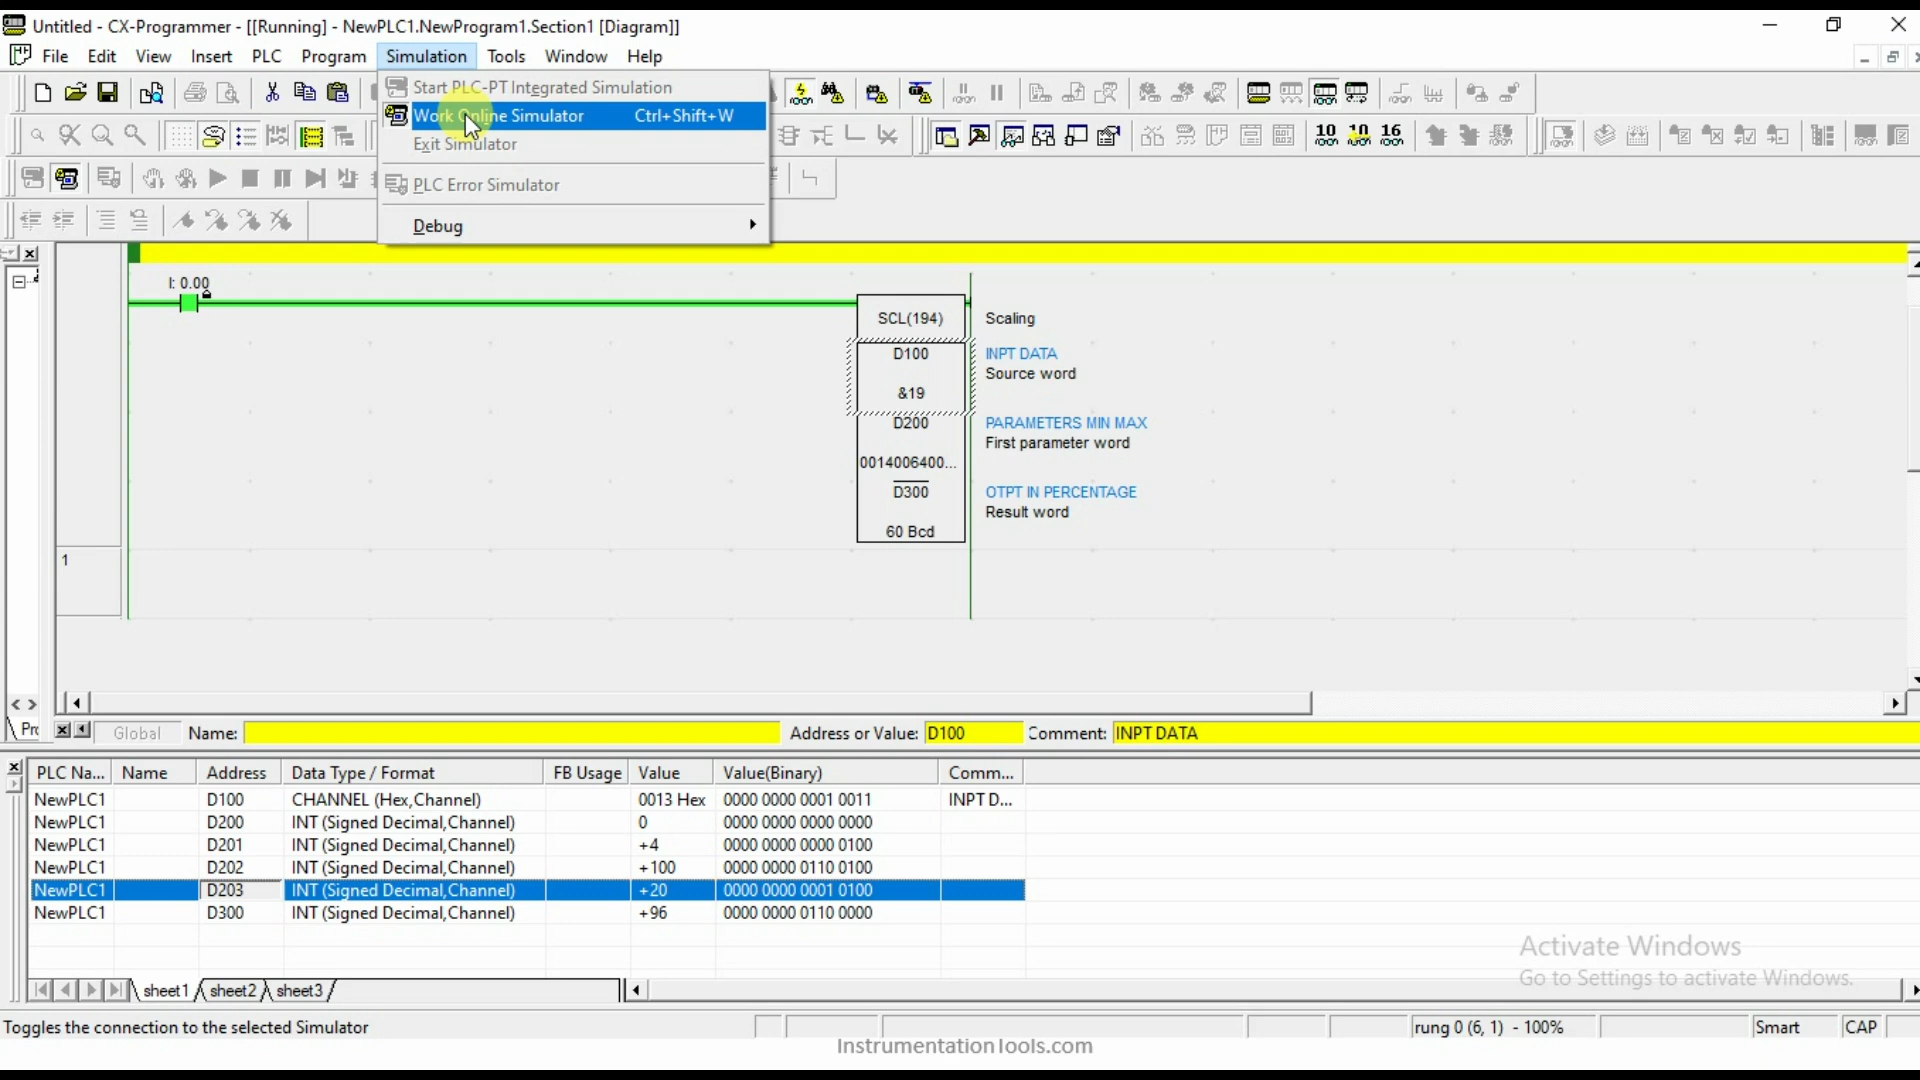 Untitled - CX-Programmer - [[Running] - NewPLC1.NewProgram1.Section1 [Diagram]]
File Edit View Insert PLC Program Simulation Tools Window Help
Start PLC-PT Integrated Simulation
Work Online Simulator Ctrl+Shift+W
Exit Simulator
PLC Error Simulator
Debug
10 10 16
I: 0.00
SCL(194) Scaling
D100 INPT DATA
Source word
&19
D200 PARAMETERS MIN MAX
First parameter word
0014006400...
D300 OTPT IN PERCENTAGE
Result word
60 Bcd
1
Pro
Global Name: Address or Value: D100 Comment: INPT DATA
PLC Na... Name Address Data Type / Format FB Usage Value Value(Binary) Comm...
NewPLC1 D100 CHANNEL (Hex,Channel) 0013 Hex 0000 0000 0001 0011 INPT D...
NewPLC1 D200 INT (Signed Decimal,Channel) 0 0000 0000 0000 0000
NewPLC1 D201 INT (Signed Decimal,Channel) +4 0000 0000 0000 0100
NewPLC1 D202 INT (Signed Decimal,Channel) +100 0000 0000 0110 0100
NewPLC1 D203 INT (Signed Decimal,Channel) +20 0000 0000 0001 0100
NewPLC1 D300 INT (Signed Decimal,Channel) +96 0000 0000 0110 0000
Activate Windows
Go to Settings to activate Windows.
sheet1 sheet2 sheet3
Toggles the connection to the selected Simulator rung 0 (6, 1) - 100% Smart CAP
InstrumentationTools.com